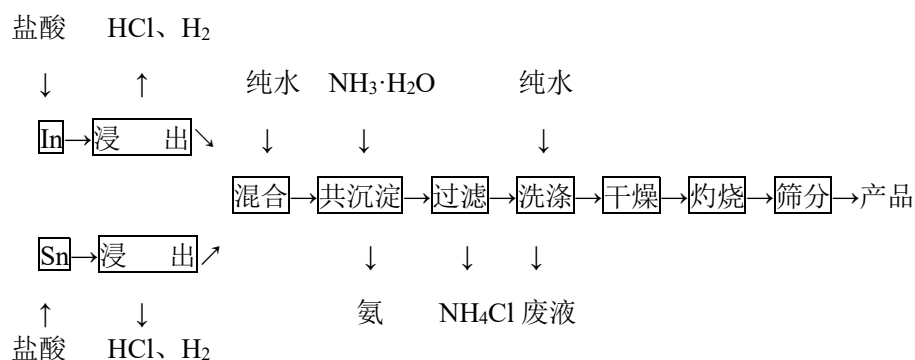 盐酸 HCl、H₂
↓ ↑ 纯水 NH₃·H₂O 纯水
In→浸 出↘ ↓ ↓ ↓
混合→共沉淀→过滤→洗涤→干燥→灼烧→筛分→产品
Sn→浸 出↗ ↓ ↓ ↓
↑ ↓ 氨 NH₄Cl 废液
盐酸 HCl、H₂